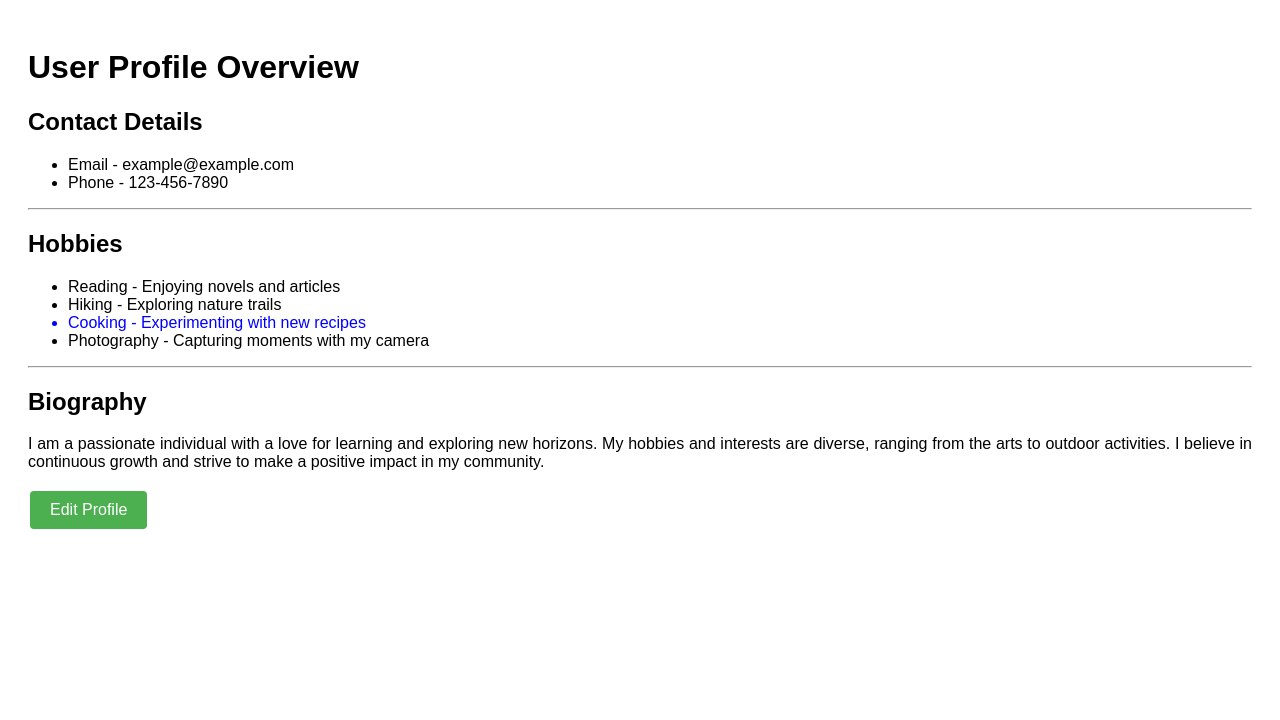 User Profile Overview
Contact Details
Email - example@example.com
Phone - 123-456-7890
Hobbies
Reading - Enjoying novels and articles
Hiking - Exploring nature trails
Cooking - Experimenting with new recipes
Photography - Capturing moments with my camera
Biography
I am a passionate individual with a love for learning and exploring new horizons. My hobbies and interests are diverse, ranging from the arts to outdoor activities. I believe in
continuous growth and strive to make a positive impact in my community.
Edit Profile